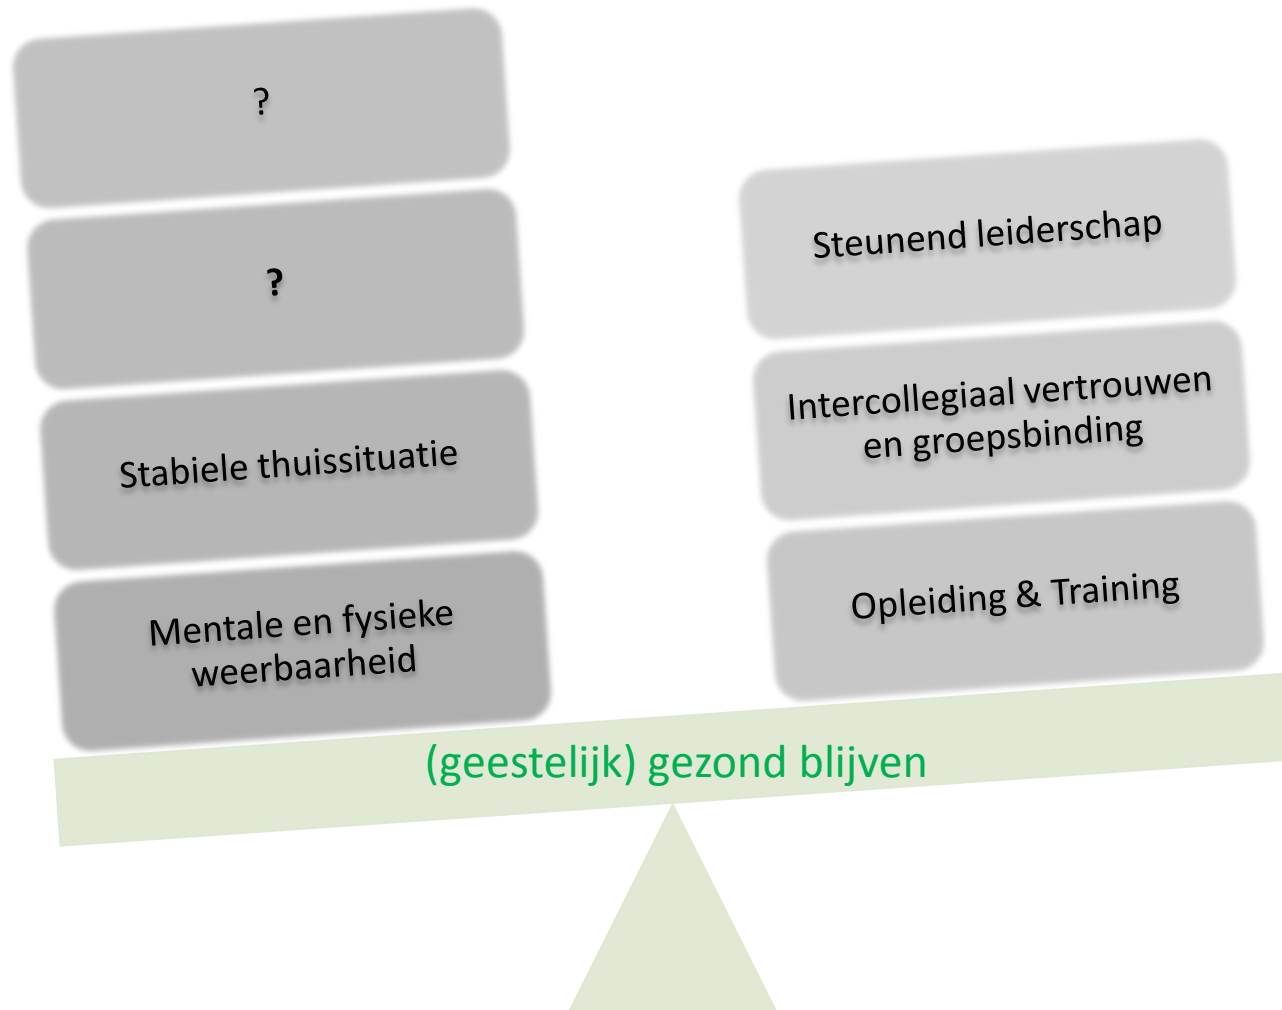 ?
?
Stabiele thuissituatie
Mentale en fysieke
weerbaarheid
Steunend leiderschap
Intercollegiaal vertrouwen
en groepsbinding
Opleiding & Training
(geestelijk) gezond blijven